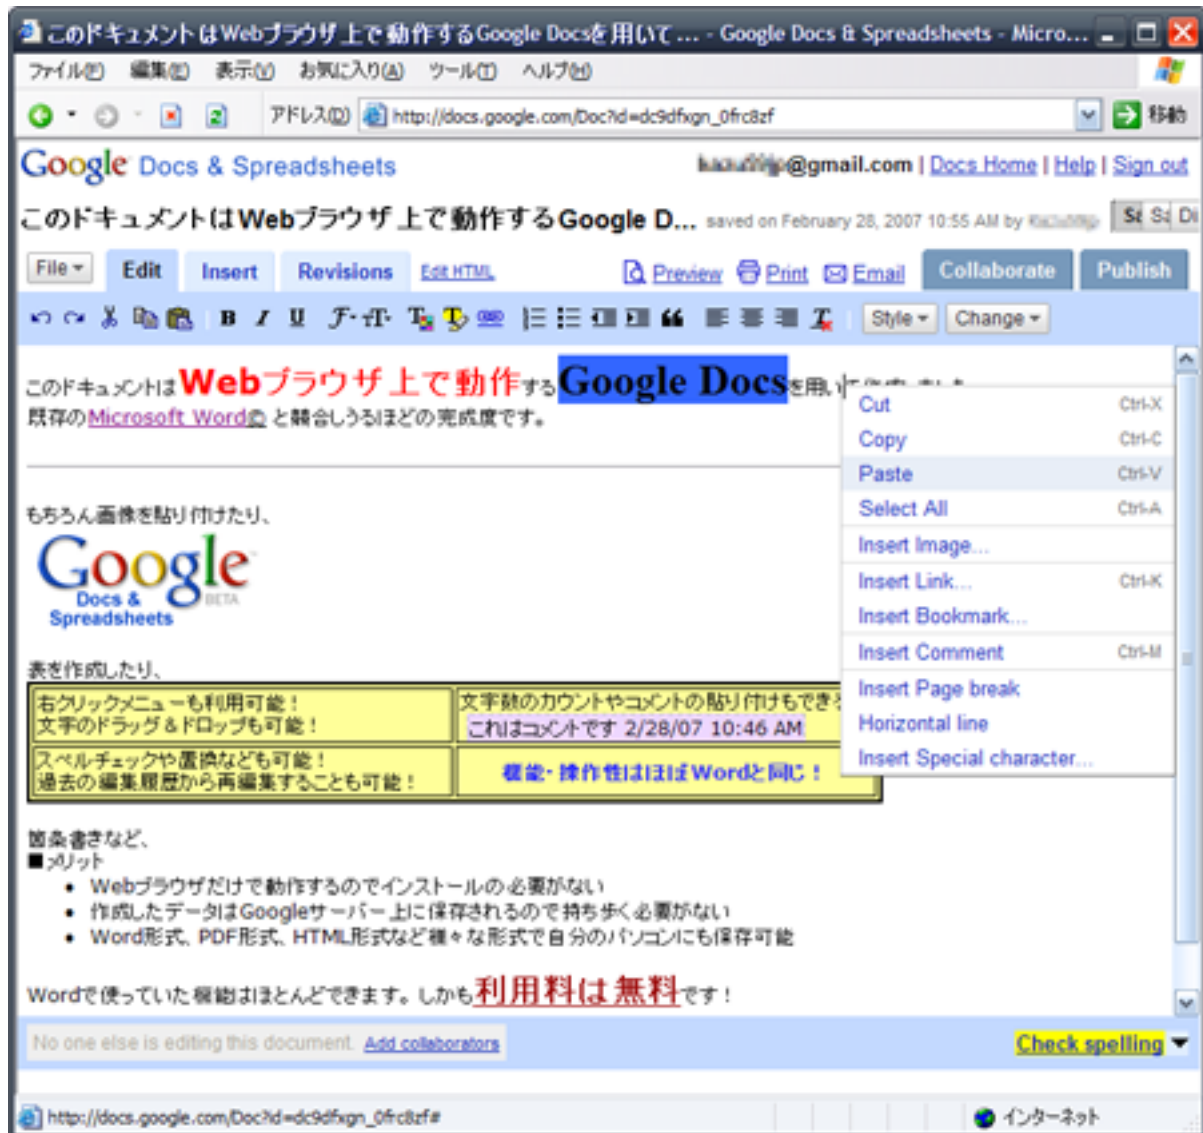 このドキュメントはWebブラウザ上で動作するGoogle Docsを用いて ... - Google Docs & Spreadsheets - Micro...
ファイル(F) 編集(E) 表示(V) お気に入り(A) ツール(T) ヘルプ(H)
アドレス(D) http://docs.google.com/Doc?id=dc9dfxgn_0frc8zf 移動
Google Docs & Spreadsheets @gmail.com | Docs Home | Help | Sign out
このドキュメントはWebブラウザ上で動作するGoogle D... saved on February 28, 2007 10:55 AM by Sa Sa Di
File Edit Insert Revisions Edit HTML Preview Print Email Collaborate Publish
B I U Style Change
このドキュメントはWebブラウザ上で動作するGoogle Docsを用いて
既存のMicrosoft Word© と競合しうるほどの完成度です。
Cut Ctrl-X
Copy Ctrl-C
Paste Ctrl-V
Select All Ctrl-A
Insert Image...
Insert Link... Ctrl-K
Insert Bookmark...
Insert Comment Ctrl-M
Insert Page break
Horizontal line
Insert Special character...
もちろん画像を貼り付けたり、
Google
Docs & BETA
Spreadsheets
表を作成したり、
右クリックメニューも利用可能！
文字のドラッグ＆ドロップも可能！
文字数のカウントやコメントの貼り付けもでき
これはコメントです 2/28/07 10:46 AM
スペルチェックや置換なども可能！
過去の編集履歴から再編集することも可能！
機能・操作性はほぼWordと同じ！
箇条書きなど、
■メリット
• Webブラウザだけで動作するのでインストールの必要がない
• 作成したデータはGoogleサーバー上に保存されるので持ち歩く必要がない
• Word形式、PDF形式、HTML形式など様々な形式で自分のパソコンにも保存可能
Wordで使っていた機能はほとんどできます。しかも利用料は無料です！
No one else is editing this document. Add collaborators Check spelling
http://docs.google.com/Doc?id=dc9dfxgn_0frc8zf# インターネット